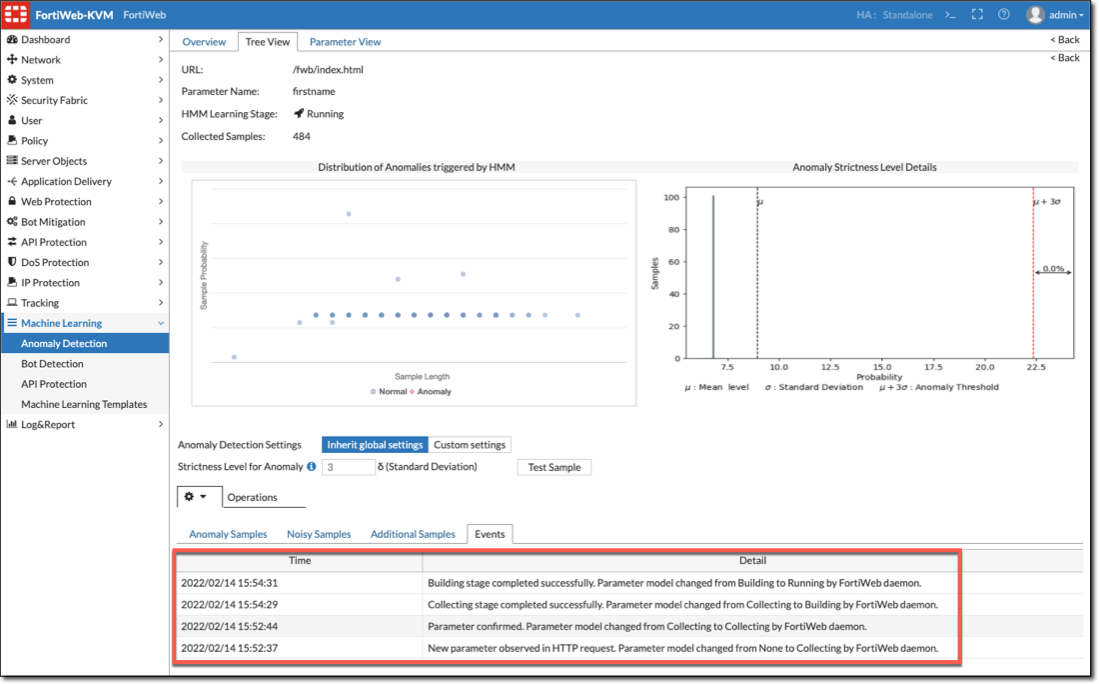 FortiWeb-KVM FortiWeb HA : Standalone >_ admin
Dashboard
Network
System
Security Fabric
User
Policy
Server Objects
Application Delivery
Web Protection
Bot Mitigation
API Protection
DoS Protection
IP Protection
Tracking
Machine Learning
Anomaly Detection
Bot Detection
API Protection
Machine Learning Templates
Log&Report
Overview Tree View Parameter View < Back
< Back
URL: /fwb/index.html
Parameter Name: firstname
HMM Learning Stage: Running
Collected Samples: 484
Distribution of Anomalies triggered by HMM
Sample Probability
Sample Length
Normal Anomaly
Anomaly Strictness Level Details
μ μ + 3σ
0.0%
100
80
60
40
20
0
Samples
7.5 10.0 12.5 15.0 17.5 20.0 22.5
Probability
μ : Mean level σ : Standard Deviation μ + 3σ : Anomaly Threshold
Anomaly Detection Settings Inherit global settings Custom settings
Strictness Level for Anomaly 3 δ (Standard Deviation) Test Sample
Operations
Anomaly Samples Noisy Samples Additional Samples Events
Time Detail
2022/02/14 15:54:31 Building stage completed successfully. Parameter model changed from Building to Running by FortiWeb daemon.
2022/02/14 15:54:29 Collecting stage completed successfully. Parameter model changed from Collecting to Building by FortiWeb daemon.
2022/02/14 15:52:44 Parameter confirmed. Parameter model changed from Collecting to Collecting by FortiWeb daemon.
2022/02/14 15:52:37 New parameter observed in HTTP request. Parameter model changed from None to Collecting by FortiWeb daemon.